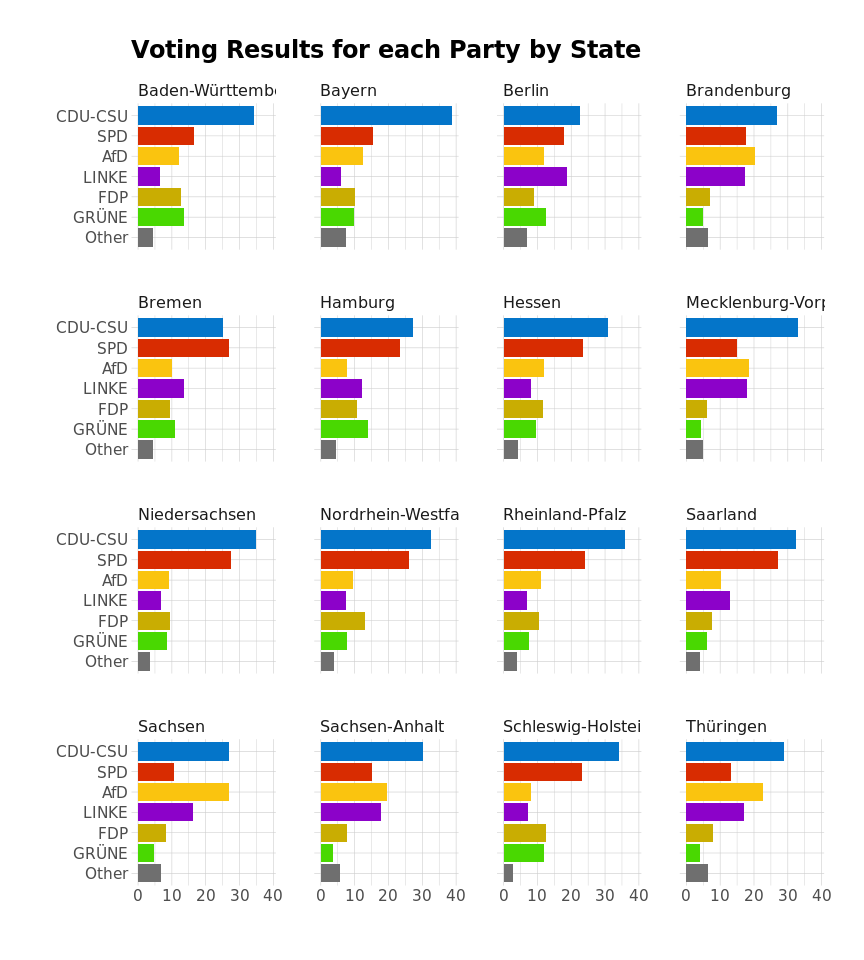 Voting Results for each Party by State
Baden-Württembe Bayern Berlin Brandenburg
CDU-CSU
SPD
AfD
LINKE
FDP
GRÜNE
Other
Bremen Hamburg Hessen Mecklenburg-Vorp
CDU-CSU
SPD
AfD
LINKE
FDP
GRÜNE
Other
Niedersachsen Nordrhein-Westfa Rheinland-Pfalz Saarland
CDU-CSU
SPD
AfD
LINKE
FDP
GRÜNE
Other
Sachsen Sachsen-Anhalt Schleswig-Holstei Thüringen
CDU-CSU
SPD
AfD
LINKE
FDP
GRÜNE
Other
0 10 20 30 40 0 10 20 30 40 0 10 20 30 40 0 10 20 30 40